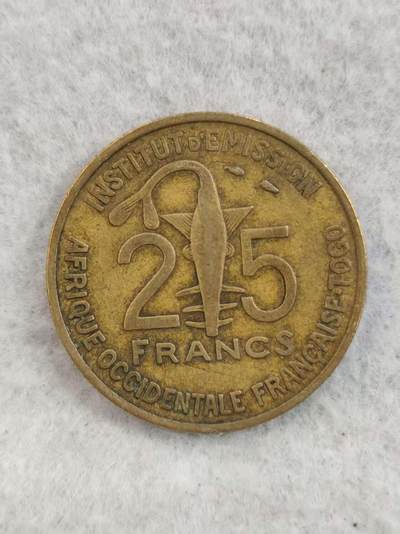 INSTITUT D'EMISSION
25
FRANCS
AFRIQUE·OCCIDENTALE FRANÇAISE·TOGO